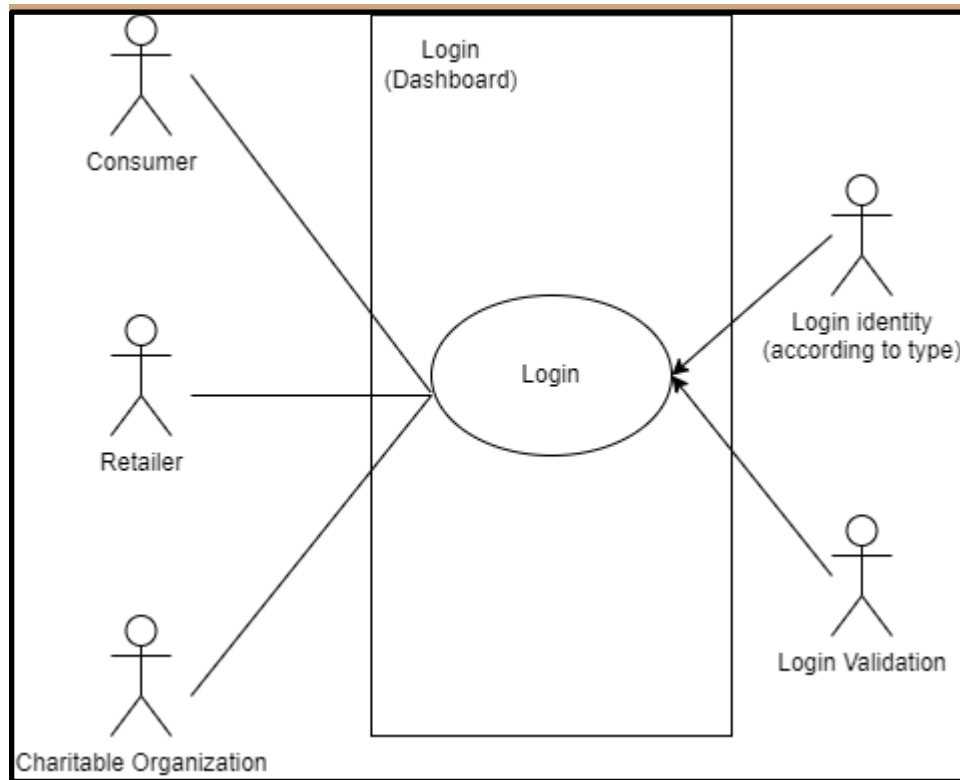 Login
(Dashboard)
Consumer
Login identity
(according to type)
Login
Retailer
Login Validation
Charitable Organization